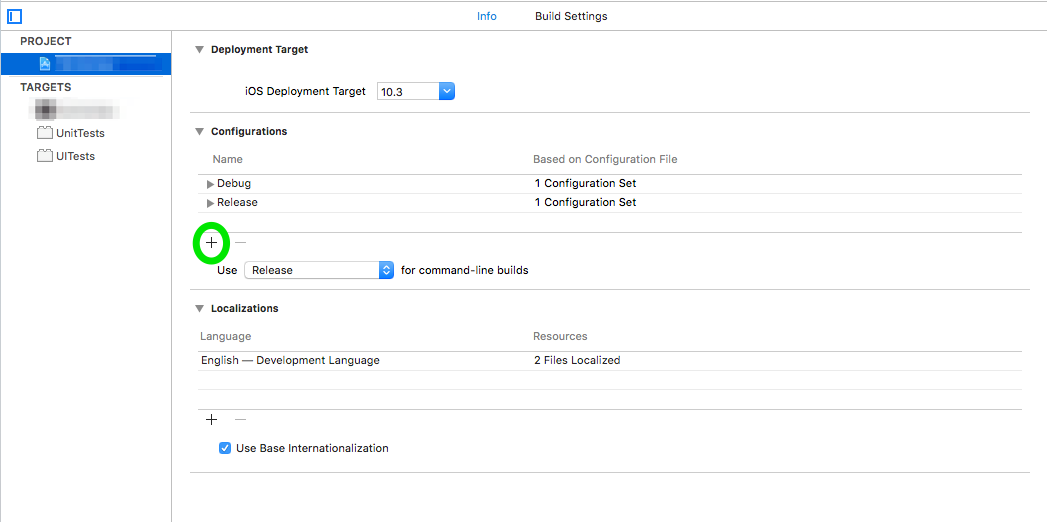 Info Build Settings
PROJECT
TARGETS
UnitTests
UITests
Deployment Target
iOS Deployment Target 10.3
Configurations
Name Based on Configuration File
Debug 1 Configuration Set
Release 1 Configuration Set
Use Release for command-line builds
Localizations
Language Resources
English — Development Language 2 Files Localized
Use Base Internationalization